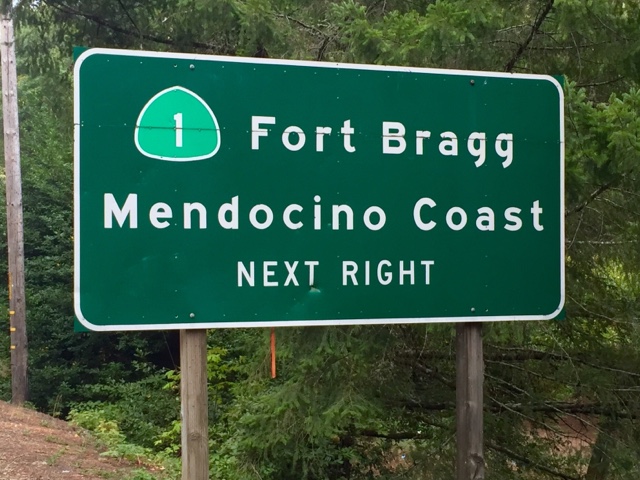 1 Fort Bragg
Mendocino Coast
NEXT RIGHT